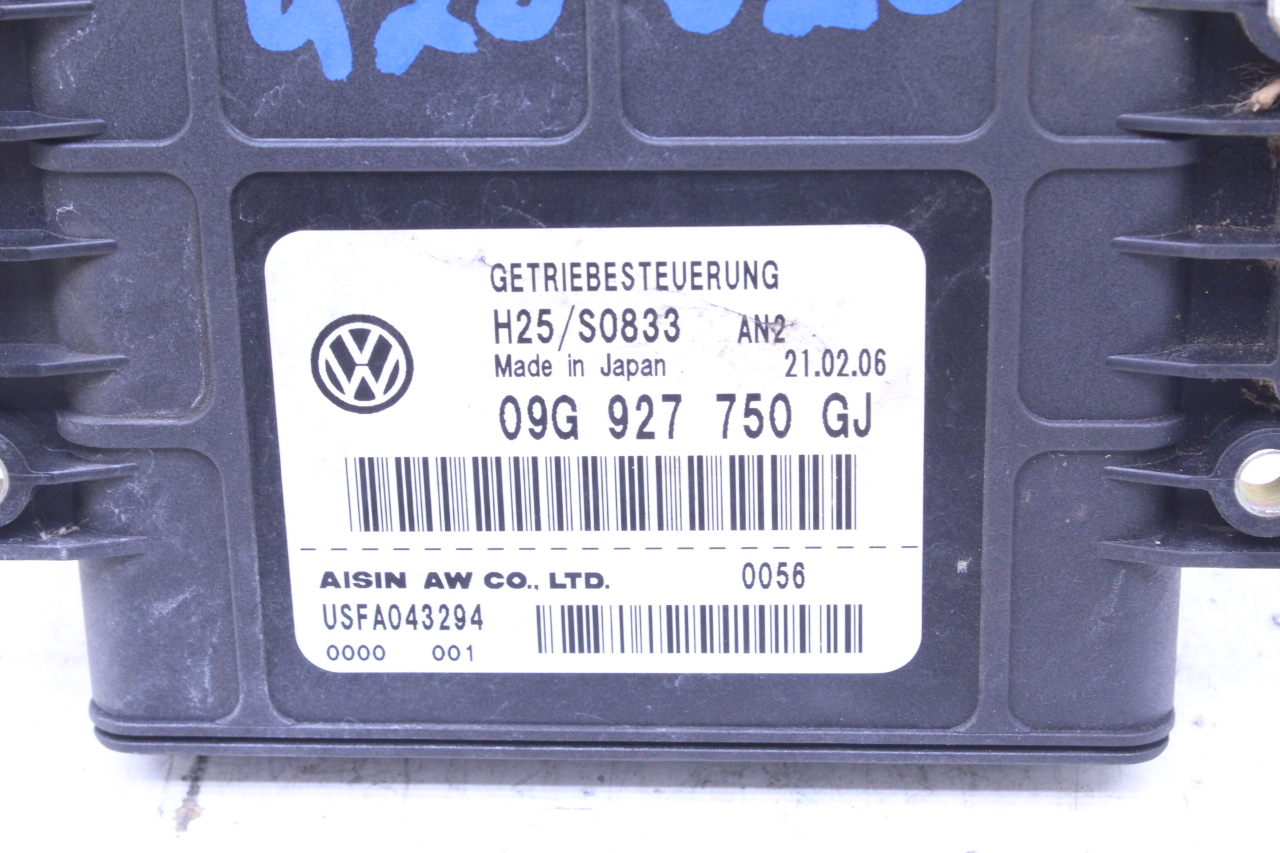 GETRIEBESTEUERUNG
H25/S0833 AN2
Made in Japan 21.02.06
09G 927 750 GJ
AISIN AW CO., LTD. 0056
USFA043294
0000 001